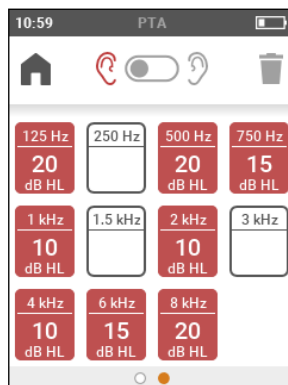 10:59 PTA
125 Hz 250 Hz 500 Hz 750 Hz
20 20 15
dB HL dB HL dB HL
1 kHz 1.5 kHz 2 kHz 3 kHz
10 10
dB HL dB HL
4 kHz 6 kHz 8 kHz
10 15 20
dB HL dB HL dB HL